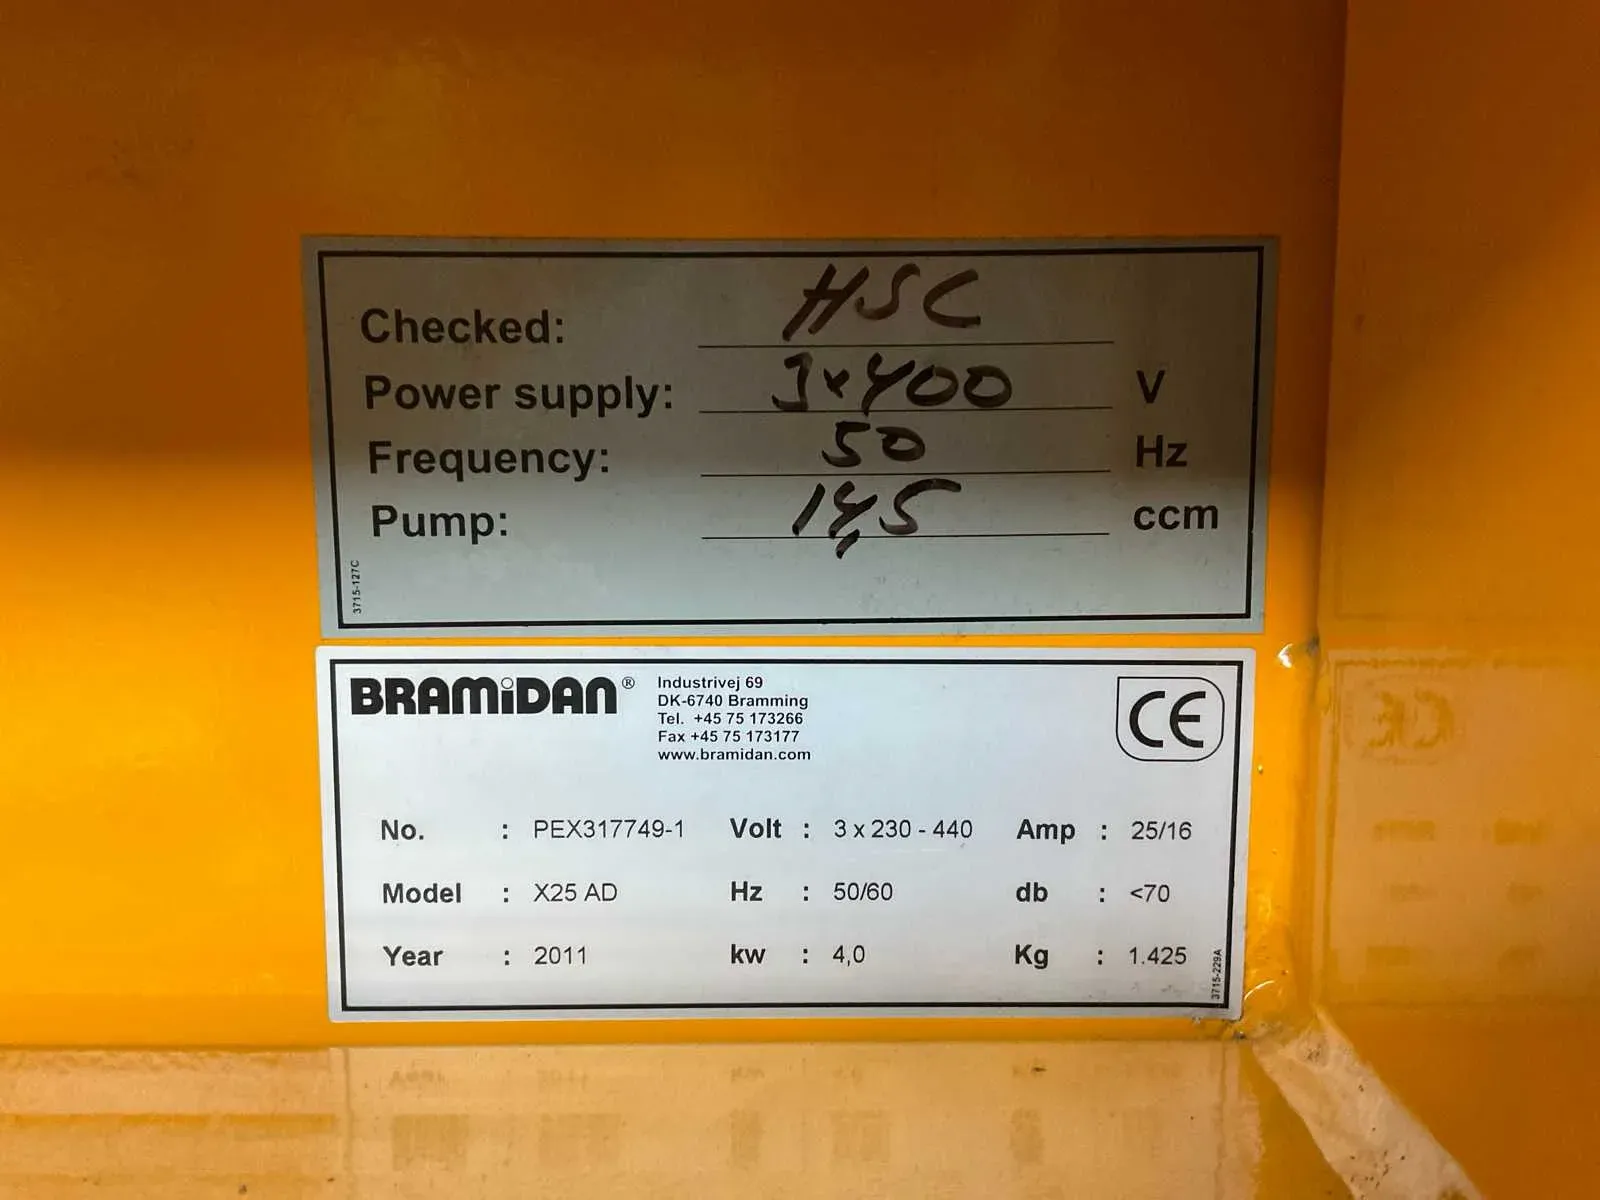 Checked: HSC
Power supply: 3x400 V
Frequency: 50 Hz
Pump: 14,5 ccm
3715-127C
BRAMiDAN®
Industrivej 69
DK-6740 Bramming
Tel. +45 75 173266
Fax +45 75 173177
www.bramidan.com
CE
No. : PEX317749-1 Volt : 3 x 230 - 440 Amp : 25/16
Model : X25 AD Hz : 50/60 db : <70
Year : 2011 kw : 4,0 Kg : 1.425
3715-229A